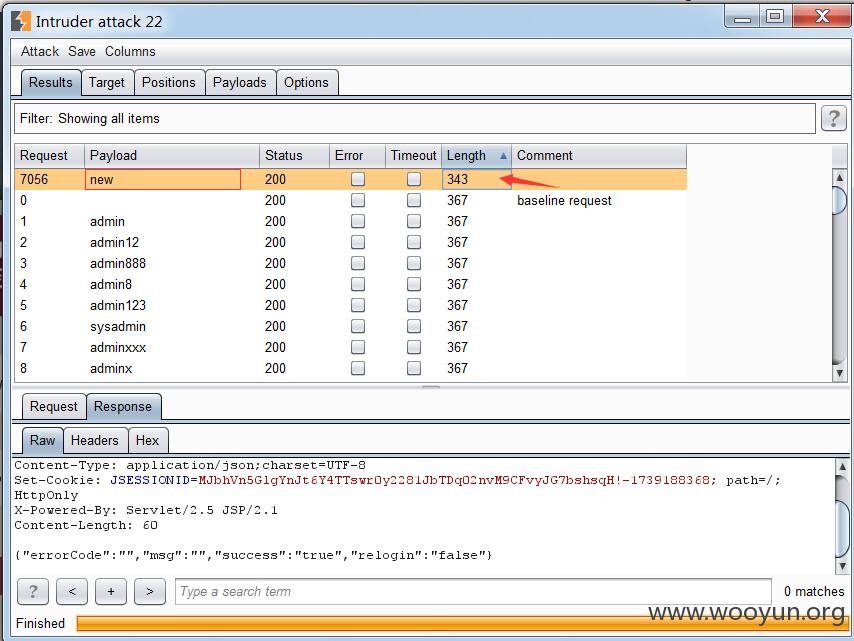 Intruder attack 22
Attack Save Columns
Results Target Positions Payloads Options
Filter: Showing all items
?
Request Payload Status Error Timeout Length Comment
7056 new 200 343
0 200 367 baseline request
1 admin 200 367
2 admin12 200 367
3 admin888 200 367
4 admin8 200 367
5 admin123 200 367
6 sysadmin 200 367
7 adminxxx 200 367
8 adminx 200 367
Request Response
Raw Headers Hex
Content-Type: application/json;charset=UTF-8
Set-Cookie: JSESSIONID=MJbhVn5GlgYnJt6Y4TTswr0y2281JbTDq02nvM9CFvyJG7bshsqH!-1739188368; path=/;
HttpOnly
X-Powered-By: Servlet/2.5 JSP/2.1
Content-Length: 60
{"errorCode":"","msg":"","success":"true","relogin":"false"}
? < + > Type a search term 0 matches
www.wooyun.org
Finished